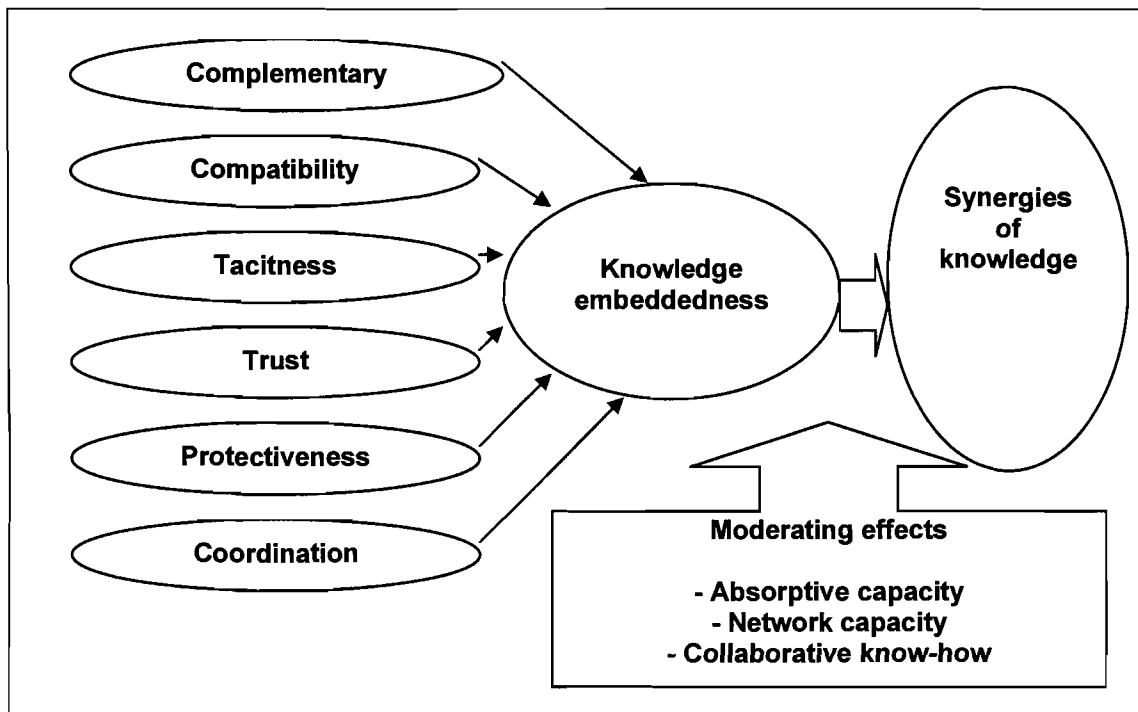 Complementary
Compatibility
Tacitness
Trust
Protectiveness
Coordination
Knowledge
embeddedness
Synergies
of
knowledge
Moderating effects
- Absorptive capacity
- Network capacity
- Collaborative know-how